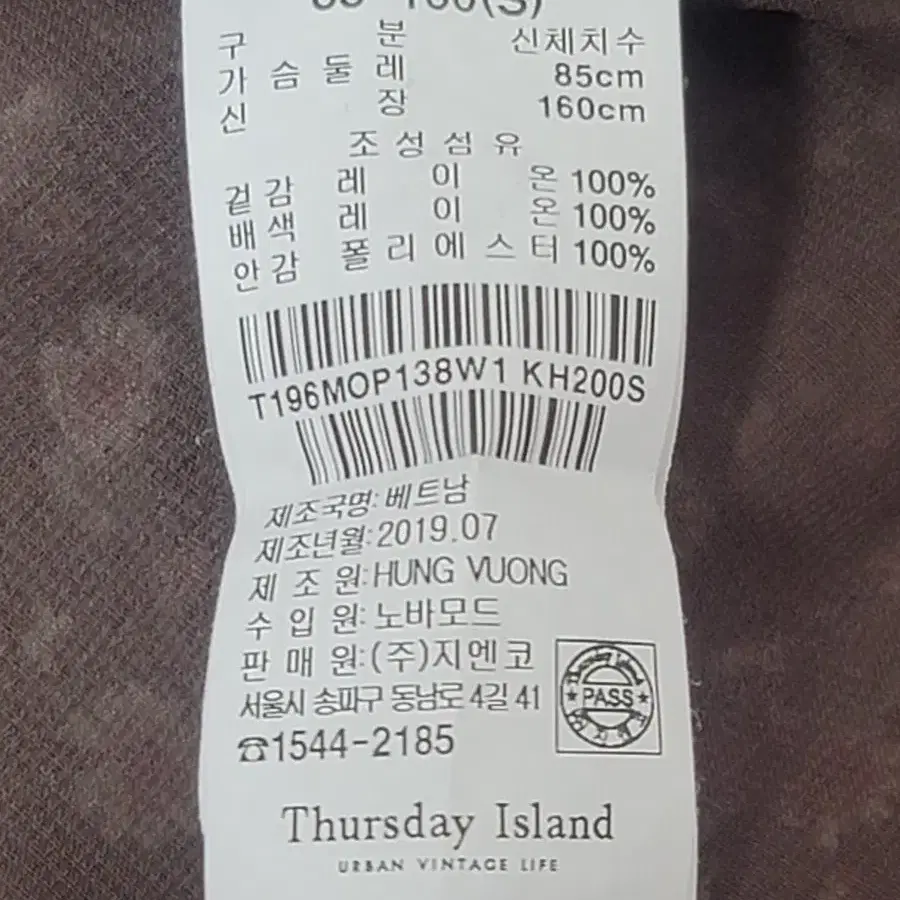 구 분 신체치수
가 슴 둘 레 85cm
신 장 160cm
조 성 섬 유
겉 감 레 이 온 100%
배 색 레 이 온 100%
안 감 폴 리 에 스 터 100%
T196MOP138W1 KH200S
제조국명:베트남
제조년월:2019.07
제 조 원:HUNG VUONG
수 입 원:노바모드
판 매 원:(주)지엔코
서울시 송파구 동남로 4길 41
☎1544-2185
Thursday Island
★ PASS ★
Thursday Island
URBAN VINTAGE LIFE